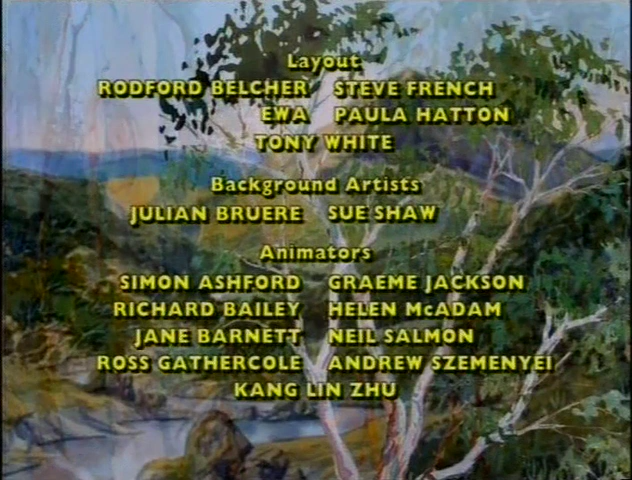 Layout
RODFORD BELCHER STEVE FRENCH
EWA PAULA HATTON
TONY WHITE
Background Artists
JULIAN BRUERE SUE SHAW
Animators
SIMON ASHFORD GRAEME JACKSON
RICHARD BAILEY HELEN McADAM
JANE BARNETT NEIL SALMON
ROSS GATHERCOLE ANDREW SZEMENYEI
KANG LIN ZHU